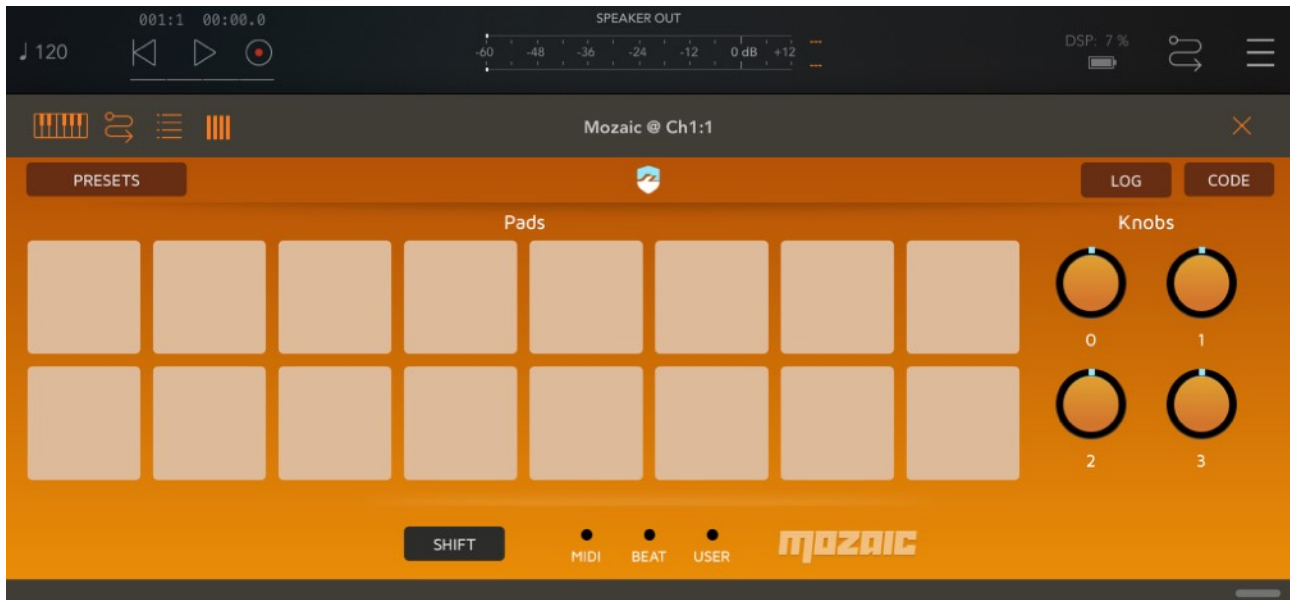 001:1 00:00.0
SPEAKER OUT
♩ 120
-60 -48 -36 -24 -12 0 dB +12
DSP: 7 %
Mozaic @ Ch1:1
PRESETS
LOG
CODE
Pads
Knobs
0
1
2
3
SHIFT
MIDI
BEAT
USER
mozaic